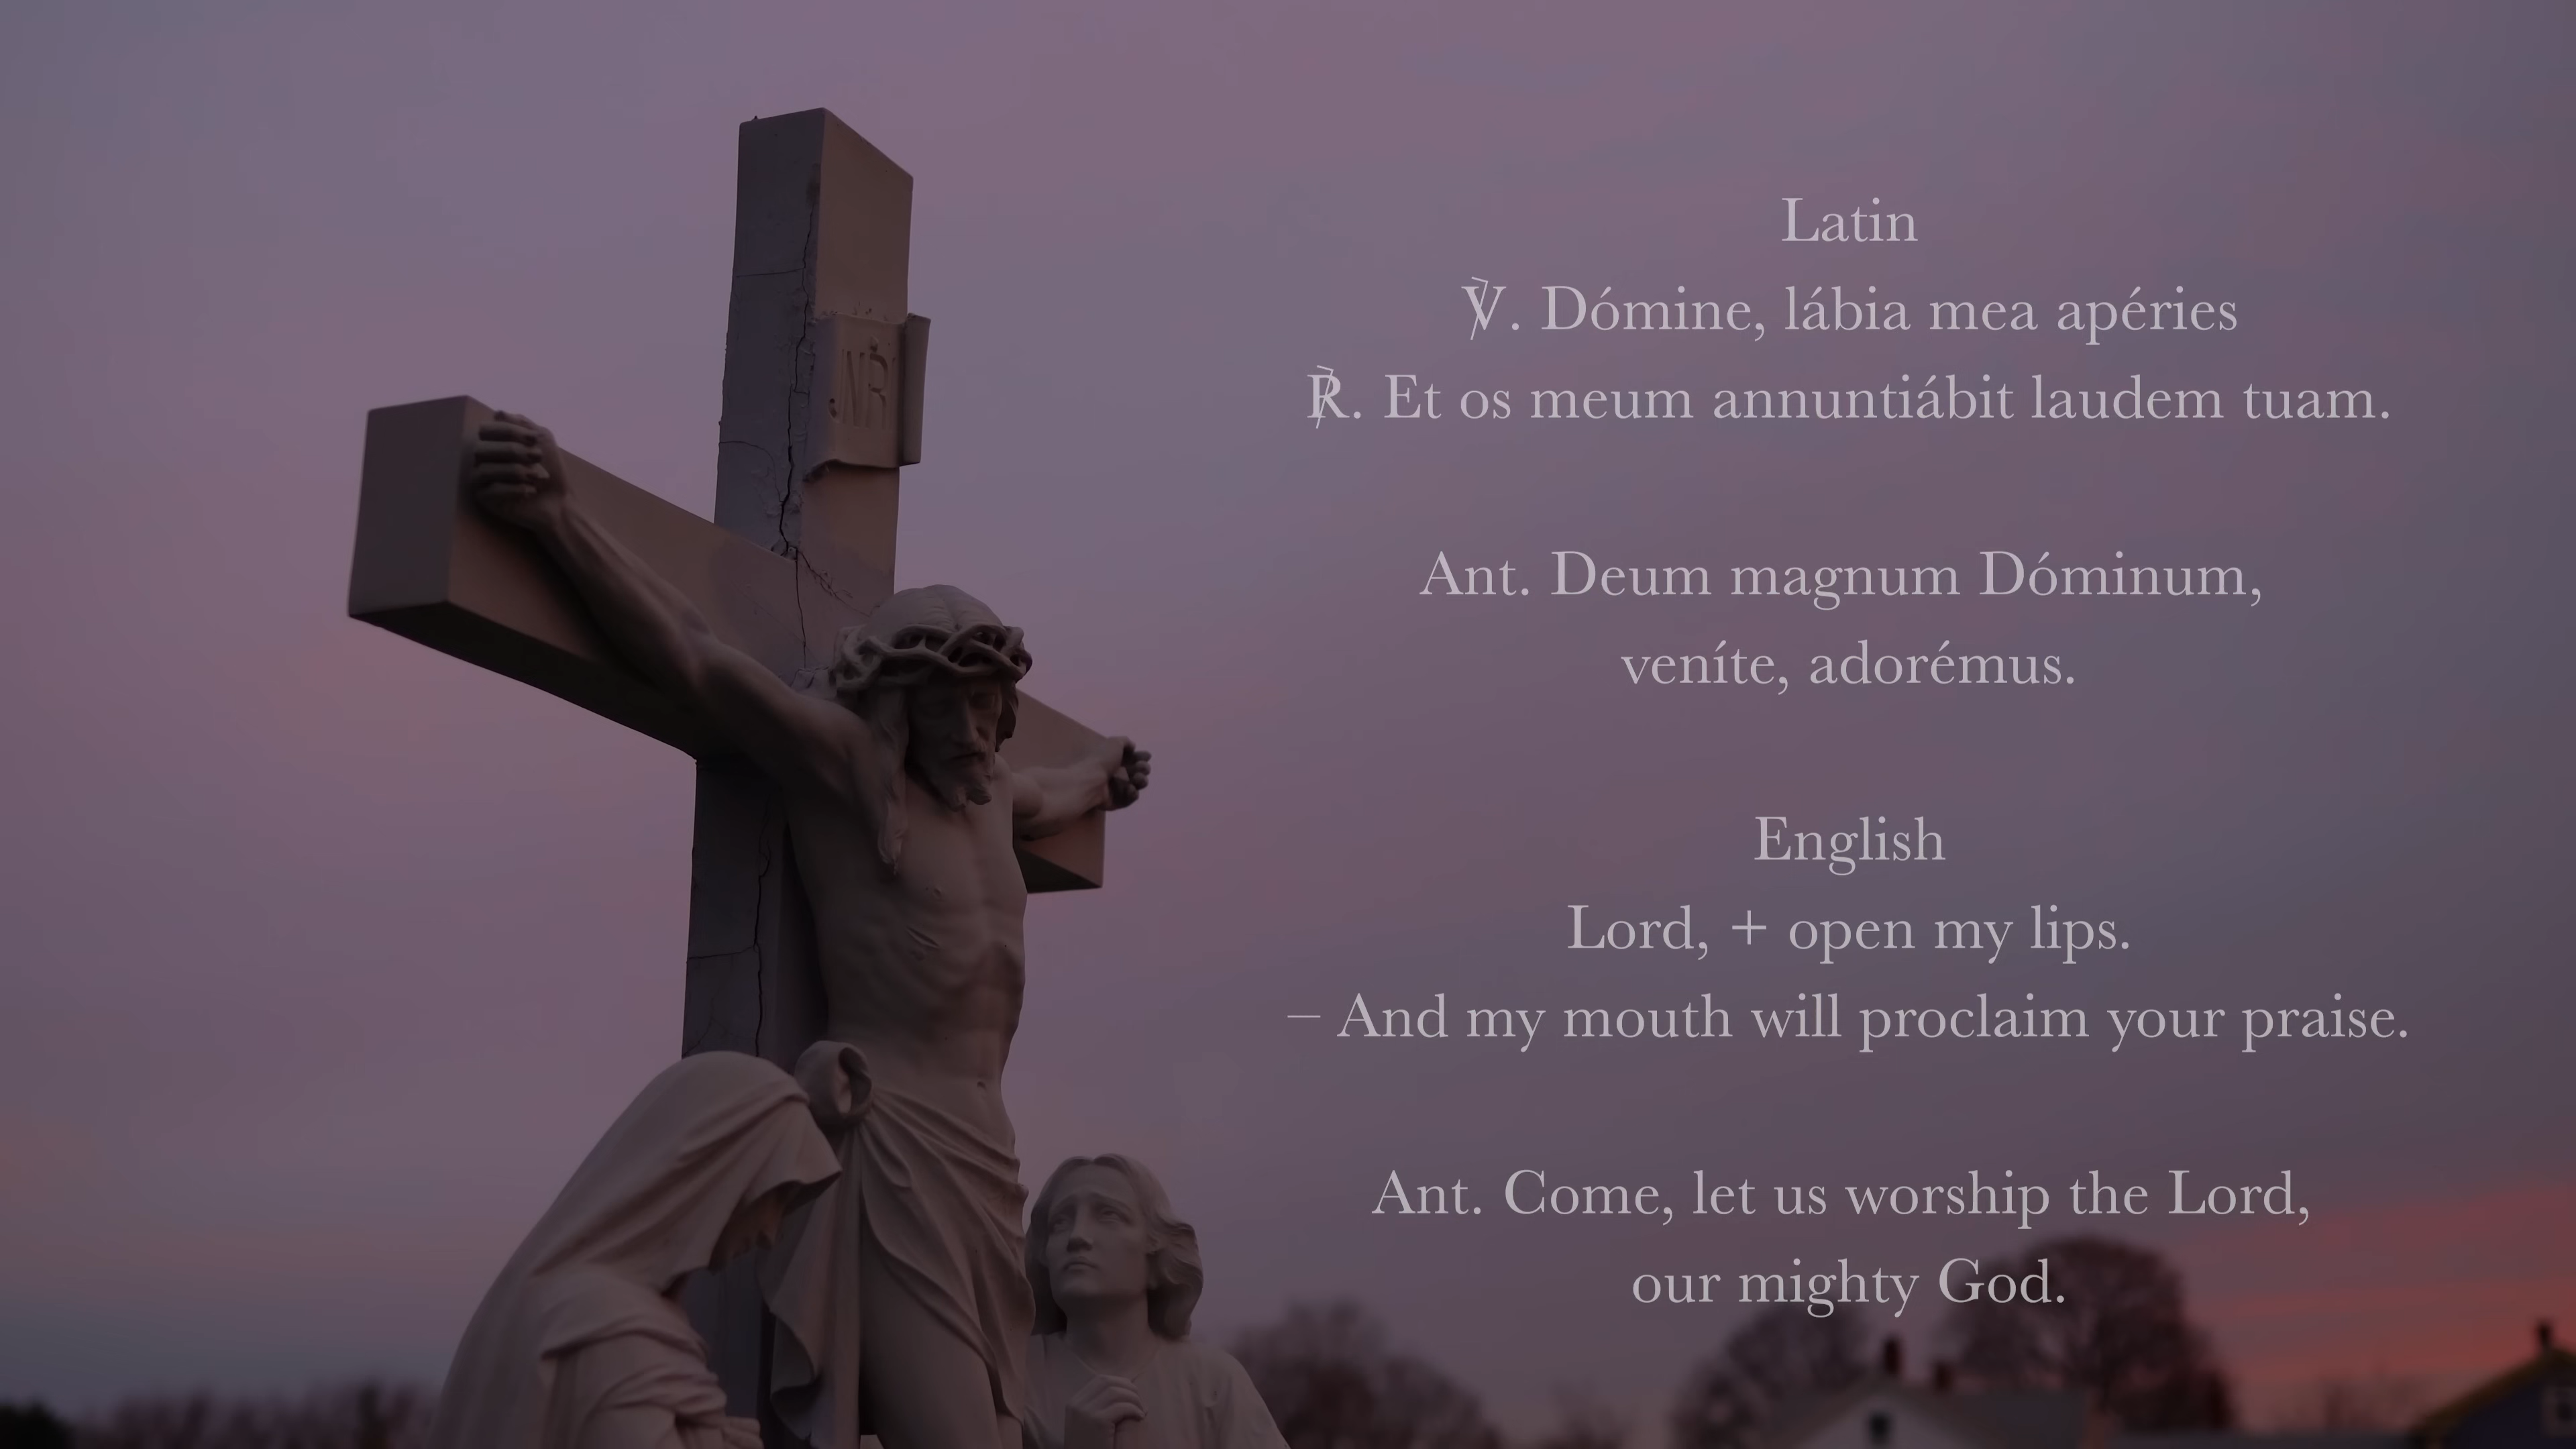 INRI
Latin
℣. Dómine, lábia mea apéries
℟. Et os meum annuntiábit laudem tuam.
Ant. Deum magnum Dóminum,
veníte, adorémus.
English
Lord, + open my lips.
– And my mouth will proclaim your praise.
Ant. Come, let us worship the Lord,
our mighty God.